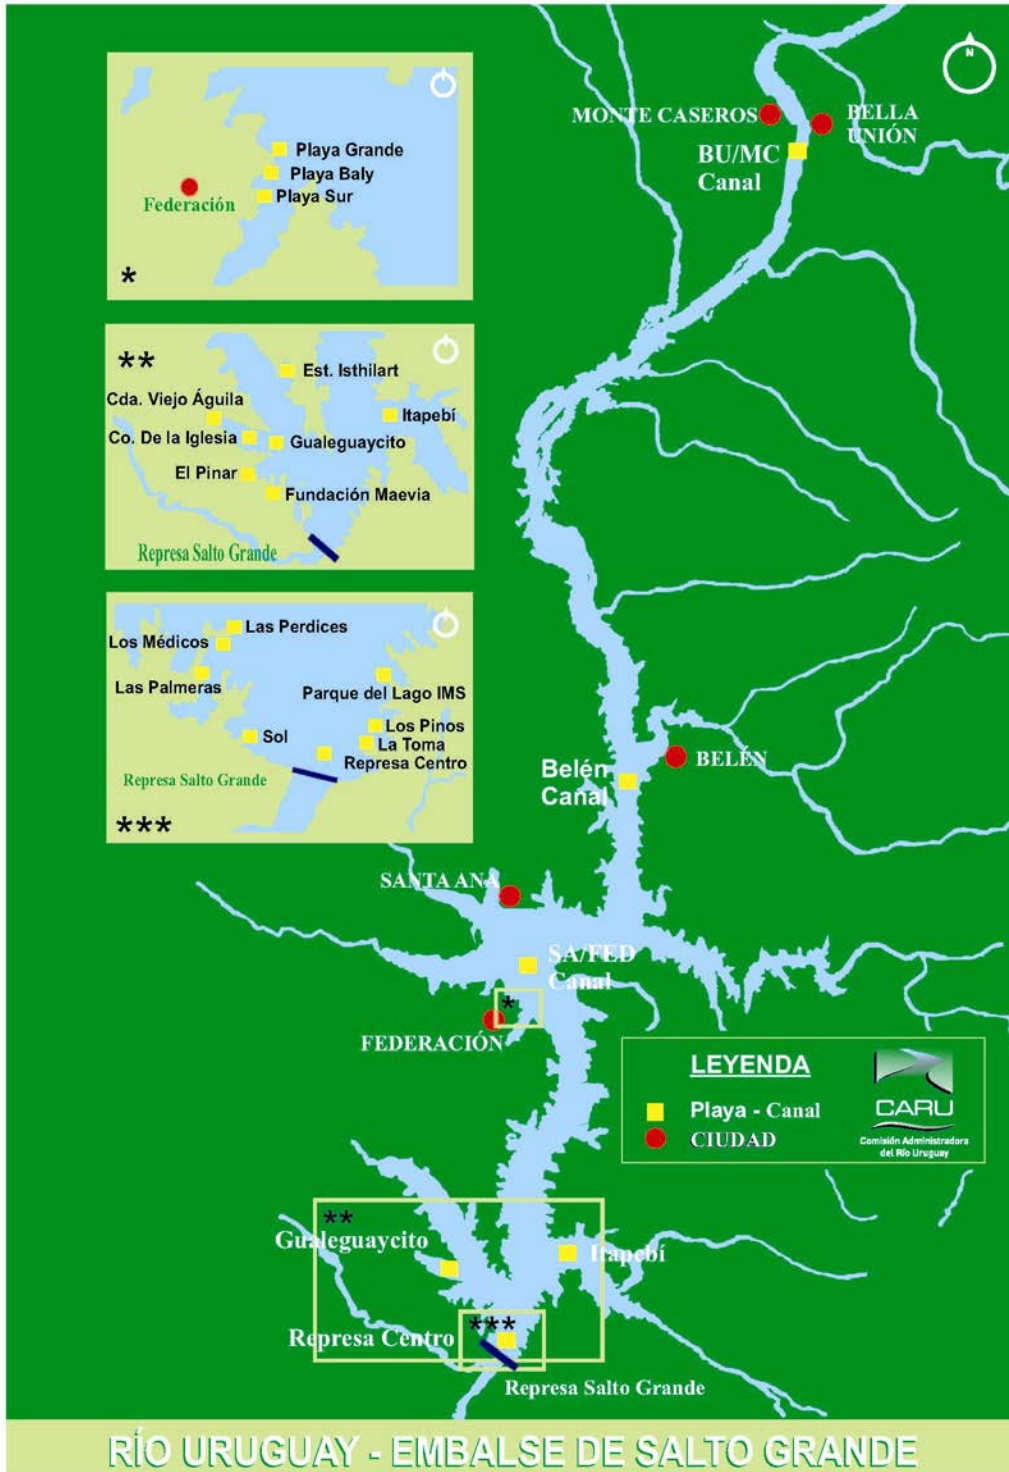 N
MONTE CASEROS
BELLA
UNIÓN
BU/MC
Canal
Playa Grande
Playa Baly
Playa Sur
Federación
*
**
Est. Isthilart
Cda. Viejo Águila
Itapebí
Co. De la Iglesia
Gualeguaycito
El Pinar
Fundación Maevia
Represa Salto Grande
Las Perdices
Los Médicos
Las Palmeras
Parque del Lago IMS
Los Pinos
Sol
La Toma
Represa Centro
Represa Salto Grande
***
BELÉN
Belén
Canal
SANTA ANA
SA/FED
Canal
*
FEDERACIÓN
LEYENDA
Playa - Canal
CIUDAD
CARU
Comisión Administradora
del Río Uruguay
**
Gualeguaycito
Itapebí
***
Represa Centro
Represa Salto Grande
RÍO URUGUAY - EMBALSE DE SALTO GRANDE